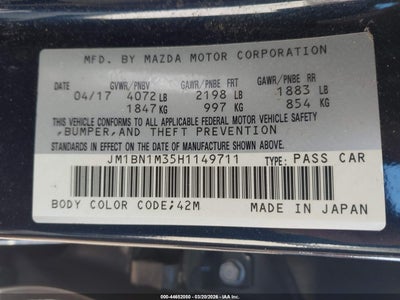 MFD. BY MAZDA MOTOR CORPORATION
DATE GVWR/PNBV GAWR/PNBE FRT GAWR/PNBE RR
04/17 4072 LB 2198 LB 1883 LB
1847 KG 997 KG 854 KG
THIS VEHICLE CONFORMS TO ALL APPLICABLE FEDERAL MOTOR VEHICLE SAFETY
,BUMPER,AND THEFT PREVENTION
STANDARDS IN EFFECT ON THE DATE OF MANUFACTURE SHOWN ABOVE.
JM1BN1M35H1149711 TYPE: PASS CAR
BODY COLOR CODE;42M MADE IN JAPAN
000-44652080 - (03/20/2026) - IAA Inc.